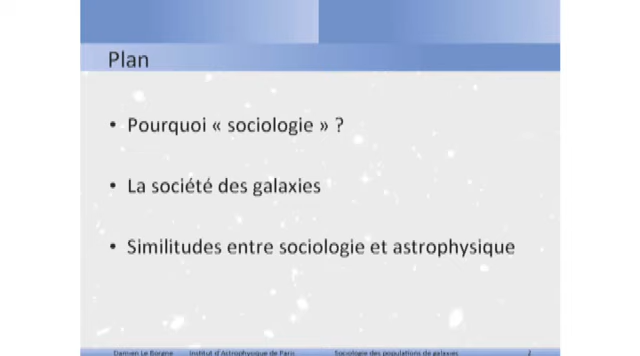 Plan
• Pourquoi « sociologie » ?
• La société des galaxies
• Similitudes entre sociologie et astrophysique
Damien Le Borgne Institut d'Astrophysique de Paris Sociologie des populations de galaxies 2